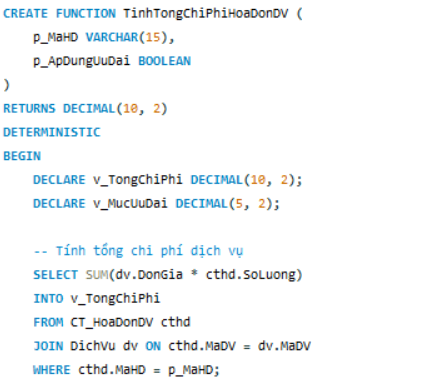 CREATE FUNCTION TinhTongChiPhiHoaDonDV (
    p_MaHD VARCHAR(15),
    p_ApDungUuDai BOOLEAN
)
RETURNS DECIMAL(10, 2)
DETERMINISTIC
BEGIN
    DECLARE v_TongChiPhi DECIMAL(10, 2);
    DECLARE v_MucUuDai DECIMAL(5, 2);

    -- Tính tổng chi phí dịch vụ
    SELECT SUM(dv.DonGia * cthd.SoLuong)
    INTO v_TongChiPhi
    FROM CT_HoaDonDV cthd
    JOIN DichVu dv ON cthd.MaDV = dv.MaDV
    WHERE cthd.MaHD = p_MaHD;